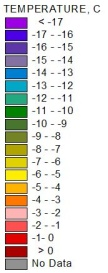 TEMPERATURE, C
< -17
-17 - -16
-16 - -15
-15 - -14
-14 - -13
-13 - -12
-12 - -11
-11 - -10
-10 - -9
-9 - -8
-8 - -7
-7 - -6
-6 - -5
-5 - -4
-4 - -3
-3 - -2
-2 - -1
-1- 0
> 0
No Data